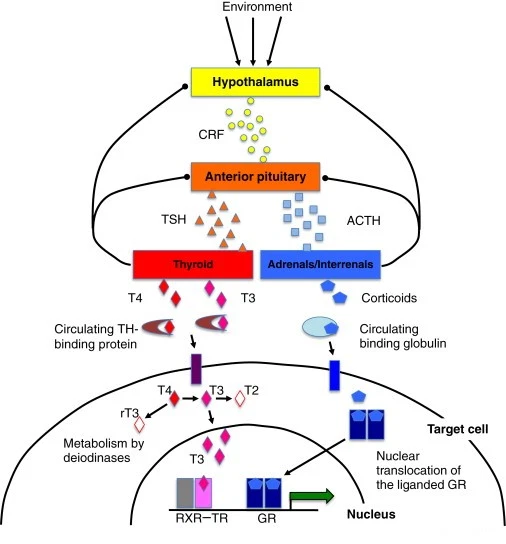 Environment
Hypothalamus
CRF
Anterior pituitary
TSH
ACTH
Thyroid
Adrenals/Interrenals
T4
T3
Corticoids
Circulating TH-
binding protein
Circulating
binding globulin
T4
T3
T2
rT3
Metabolism by
deiodinases
Target cell
T3
Nuclear
translocation of
the liganded GR
RXR–TR
GR
Nucleus